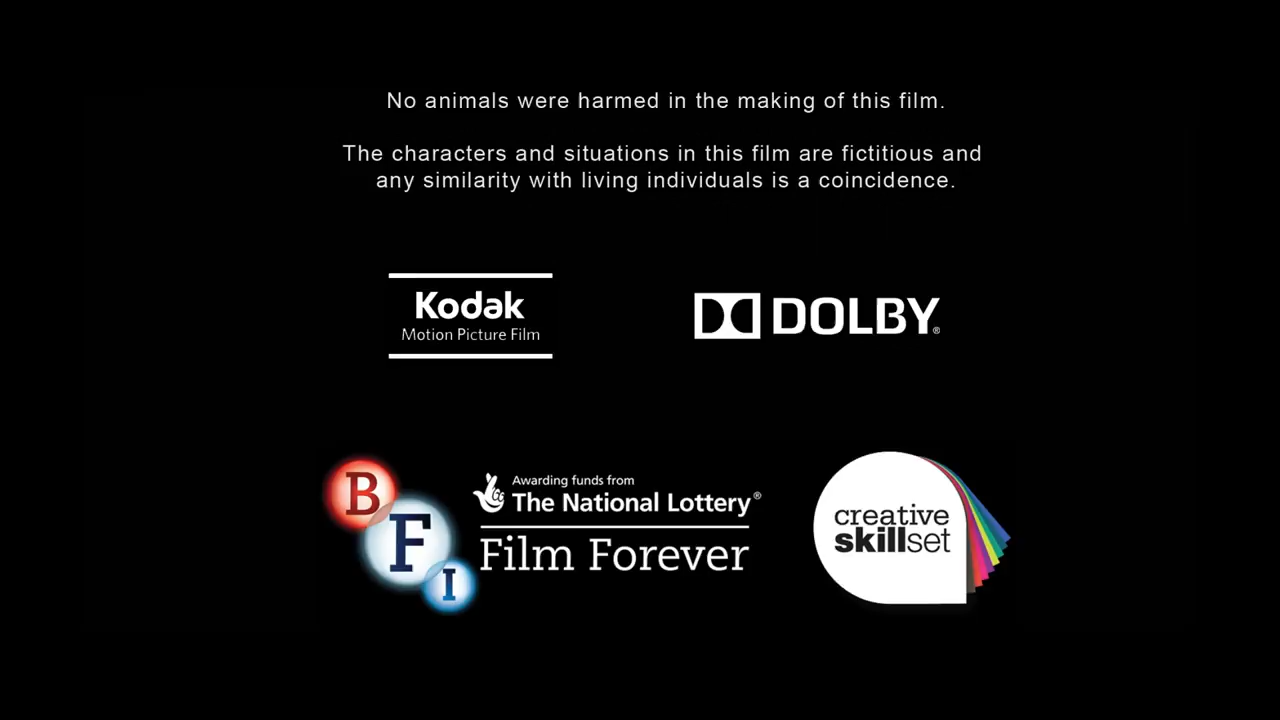 No animals were harmed in the making of this film.
The characters and situations in this film are fictitious and
any similarity with living individuals is a coincidence.
Kodak
Motion Picture Film
DOLBY®
BFI
Awarding funds from
The National Lottery®
Film Forever
creative
skillset